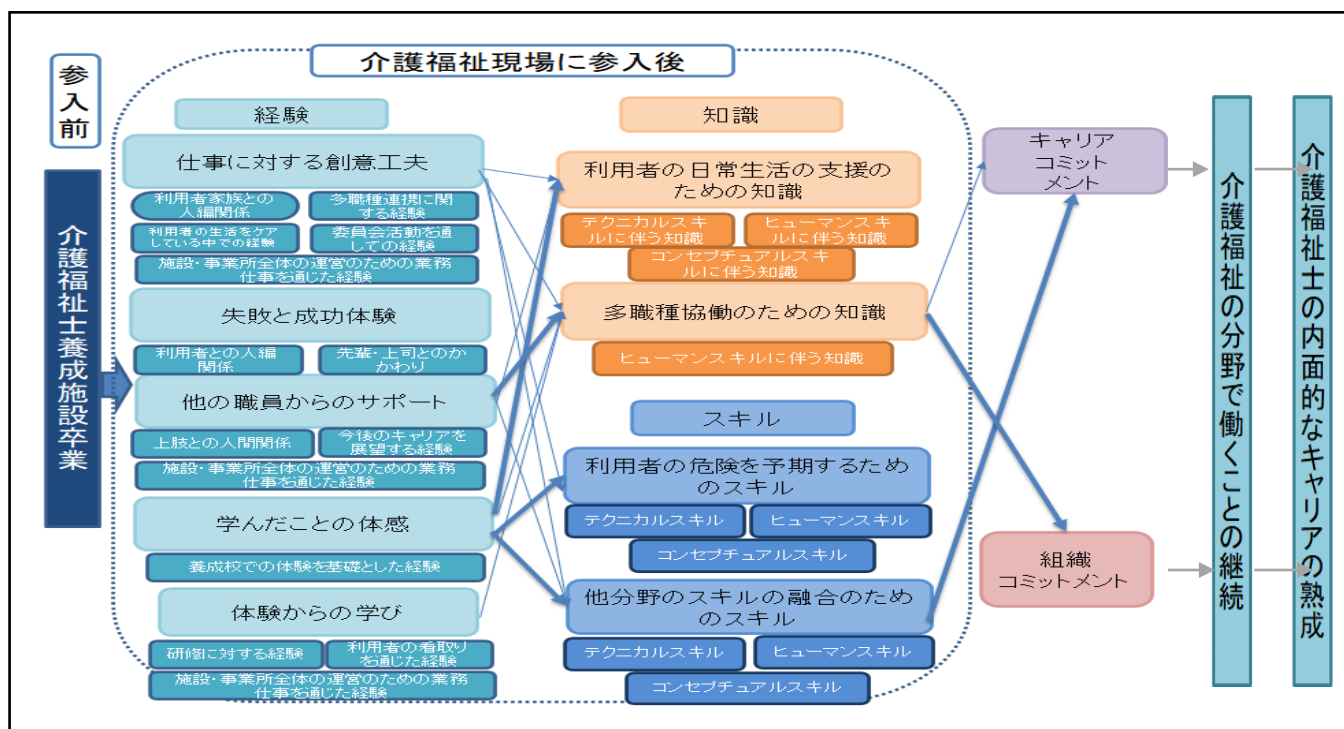 介護福祉現場に参入後
参入前
介護福祉士養成施設卒業
経験
仕事に対する創意工夫
利用者家族との
人編関係
多職種連携に関
する経験
利用者の生活をケア
している中での経験
委員会活動を通
しての経験
施設・事業所全体の運営のための業務
仕事を通じた経験
失敗と成功体験
利用者との人編
関係
先輩・上司とのか
かわり
他の職員からのサポート
上肢との人間関係
今後のキャリアを
展望する経験
施設・事業所全体の運営のための業務
仕事を通じた経験
学んだことの体感
養成校での体験を基礎とした経験
体験からの学び
研修に対する経験
利用者の看取り
を通じた経験
施設・事業所全体の運営のための業務
仕事を通じた経験
知識
利用者の日常生活の支援の
ための知識
テクニカルスキ
ルに伴う知識
ヒューマンスキ
ルに伴う知識
コンセプチュアルスキ
ルに伴う知識
多職種協働のための知識
ヒューマンスキルに伴う知識
スキル
利用者の危険を予期するため
のスキル
テクニカルスキル
ヒューマンスキル
コンセプチュアルスキル
他分野のスキルの融合のため
のスキル
テクニカルスキル
ヒューマンスキル
コンセプチュアルスキル
キャリア
コミット
メント
組織
コミットメント
介護福祉の分野で働くことの継続
介護福祉士の内面的なキャリアの熟成